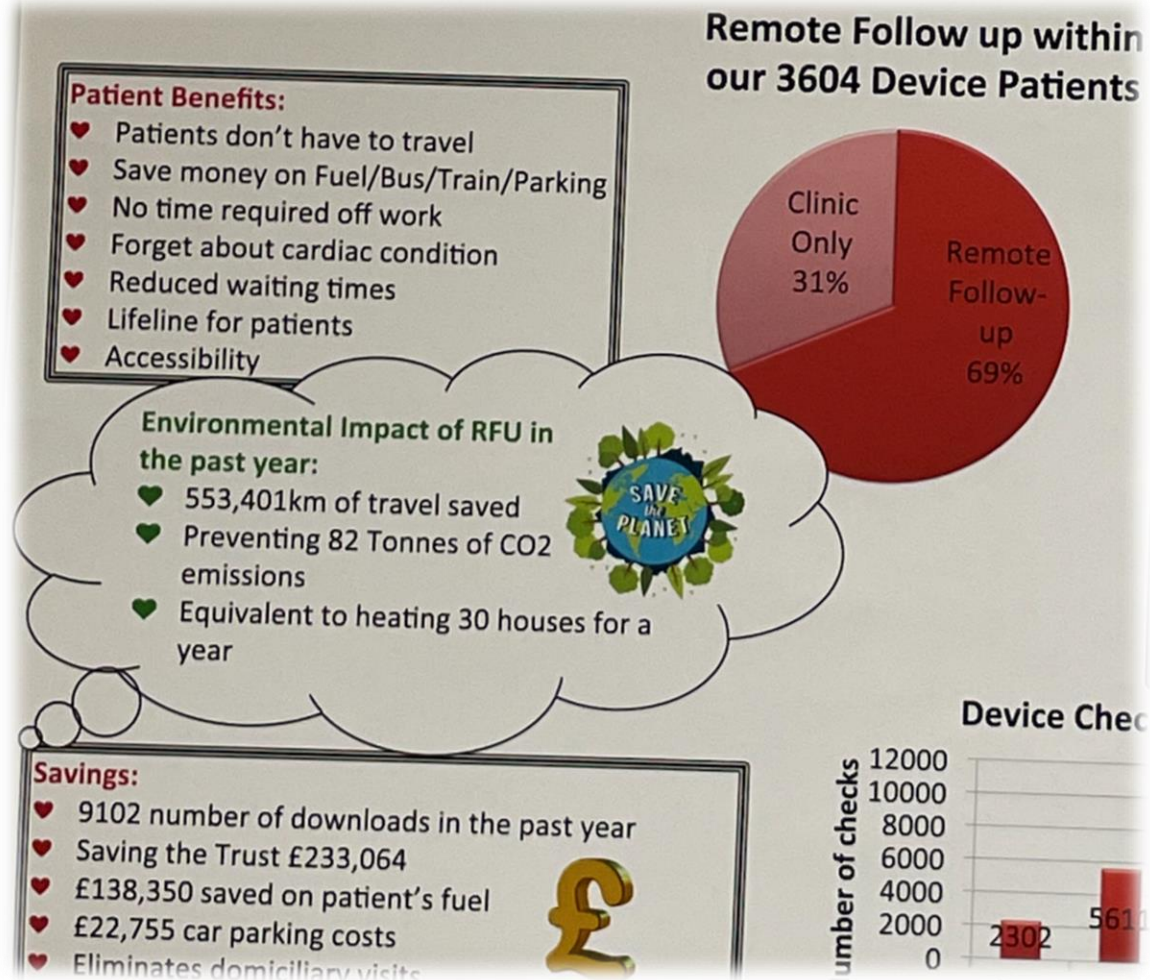 Remote Follow up within
our 3604 Device Patients
Patient Benefits:
Patients don't have to travel
Save money on Fuel/Bus/Train/Parking
No time required off work
Forget about cardiac condition
Reduced waiting times
Lifeline for patients
Accessibility
Clinic
Only
31%
Remote
Follow-
up
69%
Environmental Impact of RFU in
the past year:
553,401km of travel saved
Preventing 82 Tonnes of CO2
emissions
Equivalent to heating 30 houses for a
year
SAVE
the
PLANET
Savings:
9102 number of downloads in the past year
Saving the Trust £233,064
£138,350 saved on patient's fuel
£22,755 car parking costs
Eliminates domiciliary visits
Device Chec
umber of checks
12000
10000
8000
6000
4000
2000
0
2302
5611